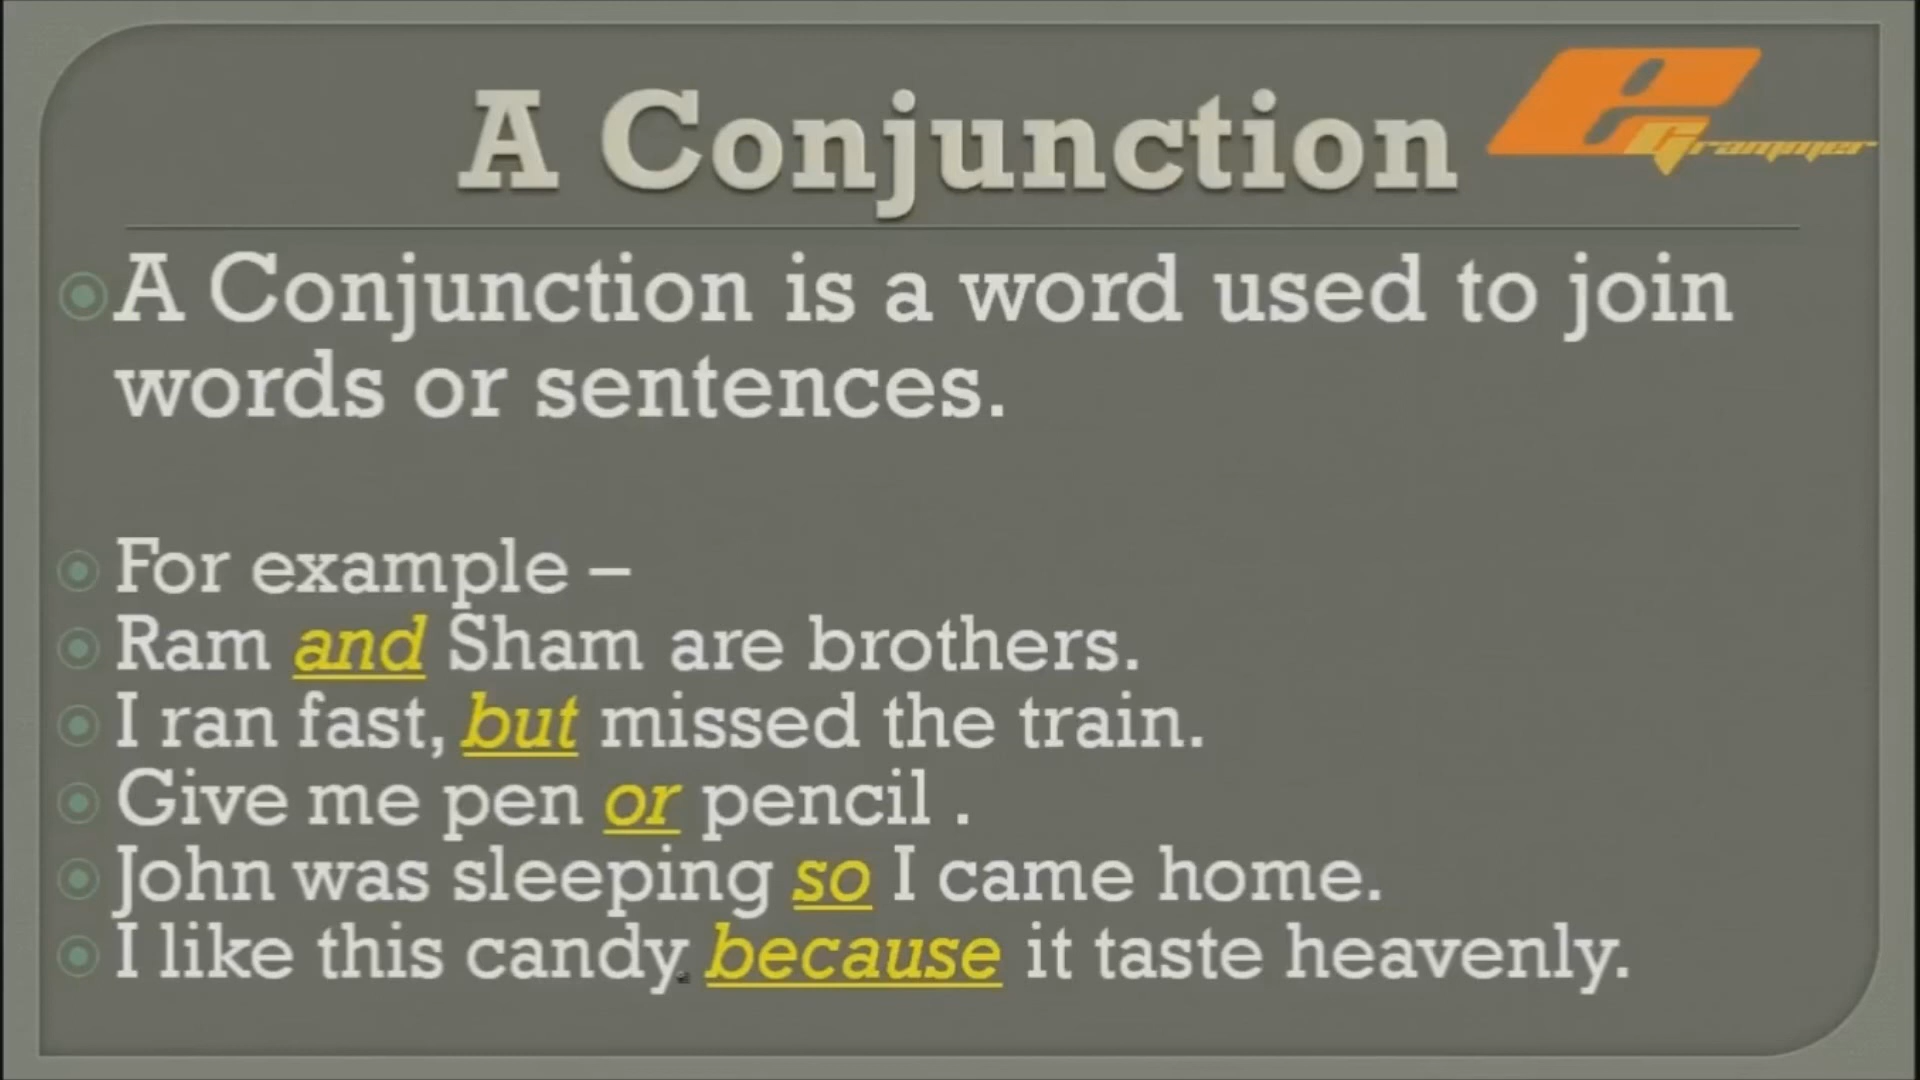 A Conjunction
e Grammer
A Conjunction is a word used to join
words or sentences.
For example –
Ram and Sham are brothers.
I ran fast, but missed the train.
Give me pen or pencil .
John was sleeping so I came home.
I like this candy because it taste heavenly.